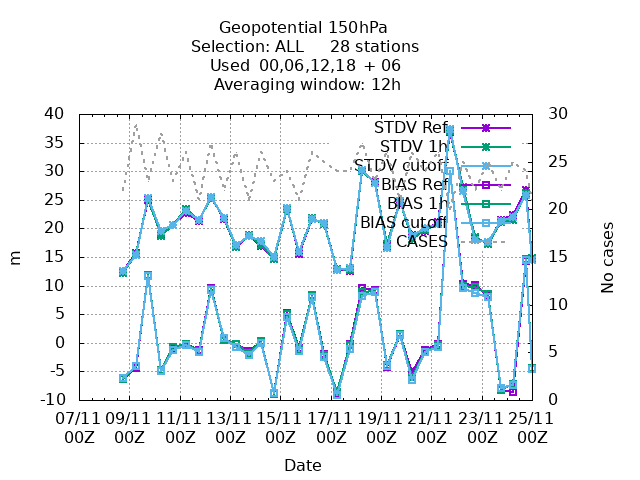 Geopotential 150hPa
Selection: ALL 28 stations
Used 00,06,12,18 + 06
Averaging window: 12h
40 35 30 25 20 15 10 5 0 -5 -10
m
STDV Ref
STDV 1h
STDV cutoff
BIAS Ref
BIAS 1h
BIAS cutoff
CASES
30 25 20 15 10 5 0
No cases
07/11 09/11 11/11 13/11 15/11 17/11 19/11 21/11 23/11 25/11
00Z 00Z 00Z 00Z 00Z 00Z 00Z 00Z 00Z 00Z
Date